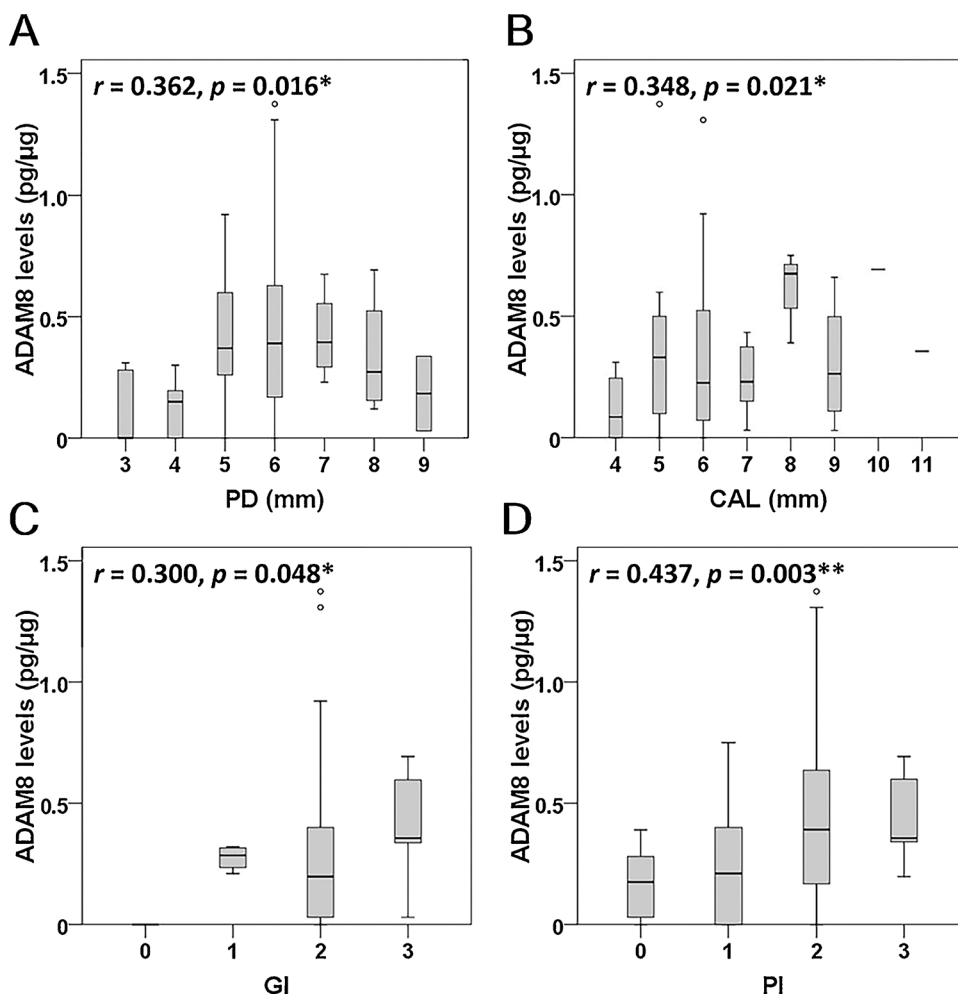 A
r = 0.362, p = 0.016*
ADAM8 levels (pg/μg)
1.5
1.0
0.5
0
3 4 5 6 7 8 9
PD (mm)
B
r = 0.348, p = 0.021*
ADAM8 levels (pg/μg)
1.5
1.0
0.5
0
4 5 6 7 8 9 10 11
CAL (mm)
C
r = 0.300, p = 0.048*
ADAM8 levels (pg/μg)
1.5
1.0
0.5
0
0 1 2 3
GI
D
r = 0.437, p = 0.003**
ADAM8 levels (pg/μg)
1.5
1.0
0.5
0
0 1 2 3
PI